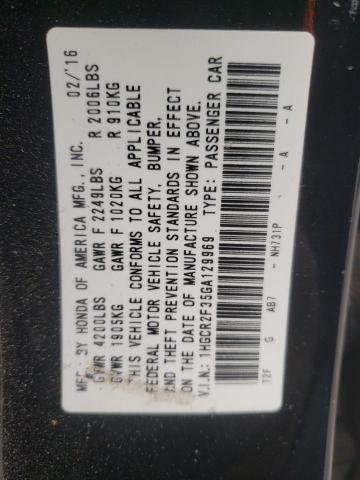 MFD. BY HONDA OF AMERICA MFG., INC. 02/'16
GVWR 4200LBS GAWR F 2249LBS R 2006LBS
GVWR 1905KG GAWR F 1020KG R 910KG
THIS VEHICLE CONFORMS TO ALL APPLICABLE
FEDERAL MOTOR VEHICLE SAFETY, BUMPER,
AND THEFT PREVENTION STANDARDS IN EFFECT
ON THE DATE OF MANUFACTURE SHOWN ABOVE.
V.I.N.: 1HGCR2F35GA129969 TYPE: PASSENGER CAR
T2F G AB7 NH731P - A - A